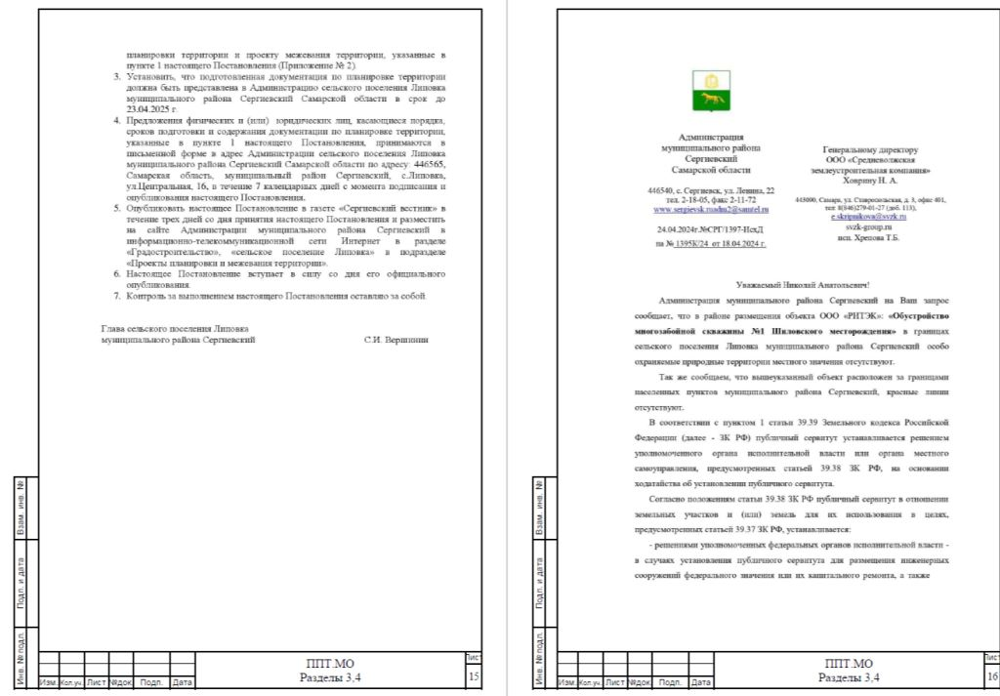 планировки территории и проекту межевания территории, указанные в
пункте 1 настоящего Постановления (Приложение № 2).
3. Установить, что подготовленная документация по планировке территории
должна быть представлена в Администрацию сельского поселения Липовка
муниципального района Сергиевский Самарской области в срок до
23.04.2025 г.
4. Предложения физических и (или) юридических лиц, касающиеся порядка,
сроков подготовки и содержания документации по планировке территории,
указанные в пункте 1 настоящего Постановления, принимаются в
письменной форме в адрес Администрации сельского поселения Липовка
муниципального района Сергиевский Самарской области по адресу: 446565,
Самарская область, муниципальный район Сергиевский, с.Липовка,
ул.Центральная, 16, в течение 7 календарных дней с момента подписания и
опубликования настоящего Постановления.
5. Опубликовать настоящее Постановление в газете «Сергиевский вестник» в
течение трех дней со дня принятия настоящего Постановления и разместить
на сайте Администрации муниципального района Сергиевский в
информационно-телекоммуникационной сети Интернет в разделе
«Градостроительство», «сельское поселение Липовка» в подразделе
«Проекты планировки и межевания территории».
6. Настоящее Постановление вступает в силу со дня его официального
опубликования.
7. Контроль за выполнением настоящего Постановления оставляю за собой.
Глава сельского поселения Липовка
муниципального района Сергиевский С.И. Вершинин
Взам. инв. №
Подп. и дата
Инв. № подл.
Изм. Кол.уч. Лист №док. Подп. Дата
ППТ.МО
Разделы 3,4
Лист
15
Администрация
муниципального района
Сергиевский
Самарской области
446540, с. Сергиевск, ул. Ленина, 22
тел. 2-18-05, факс 2-11-72
www.sergievsk.ruadm2@samtel.ru
24.04.2024г.№СРГ/1397-ИсхД
на № 1395К/24 от 18.04.2024 г.
Генеральному директору
ООО «Средневолжская
землеустроительная компания»
Ховрину Н. А.
443090, Самара, ул. Ставропольская, д. 3, офис 401,
тел: 8(846)279-01-27 (доб. 113),
e.skripnikova@svzk.ru
svzk-group.ru
исп. Хрепова Т.Б.
Уважаемый Николай Анатольевич!
Администрация муниципального района Сергиевский на Ваш запрос
сообщает, что в районе размещения объекта ООО «РИТЭК»: «Обустройство
многозабойной скважины №1 Шиловского месторождения» в границах
сельского поселения Липовка муниципального района Сергиевский особо
охраняемые природные территории местного значения отсутствуют.
Так же сообщаем, что вышеуказанный объект расположен за границами
населенных пунктов муниципального района Сергиевский, красные линии
отсутствуют.
В соответствии с пунктом 1 статьи 39.39 Земельного кодекса Российской
Федерации (далее - ЗК РФ) публичный сервитут устанавливается решением
уполномоченного органа исполнительной власти или органа местного
самоуправления, предусмотренных статьей 39.38 ЗК РФ, на основании
ходатайства об установлении публичного сервитута.
Согласно положениям статьи 39.38 ЗК РФ публичный сервитут в отношении
земельных участков и (или) земель для их использования в целях,
предусмотренных статьей 39.37 ЗК РФ, устанавливается:
- решениями уполномоченных федеральных органов исполнительной власти -
в случаях установления публичного сервитута для размещения инженерных
сооружений федерального значения или их капитального ремонта, а также
Взам. инв. №
Подп. и дата
Инв. № подл.
Изм. Кол.уч. Лист №док. Подп. Дата
ППТ.МО
Разделы 3,4
Лист
16